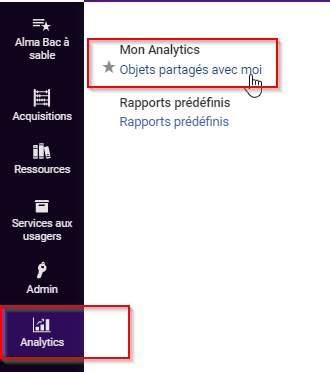 Alma Bac à
sable
Acquisitions
Ressources
Services aux
usagers
Admin
Analytics
Mon Analytics
Objets partagés avec moi
Rapports prédéfinis
Rapports prédéfinis